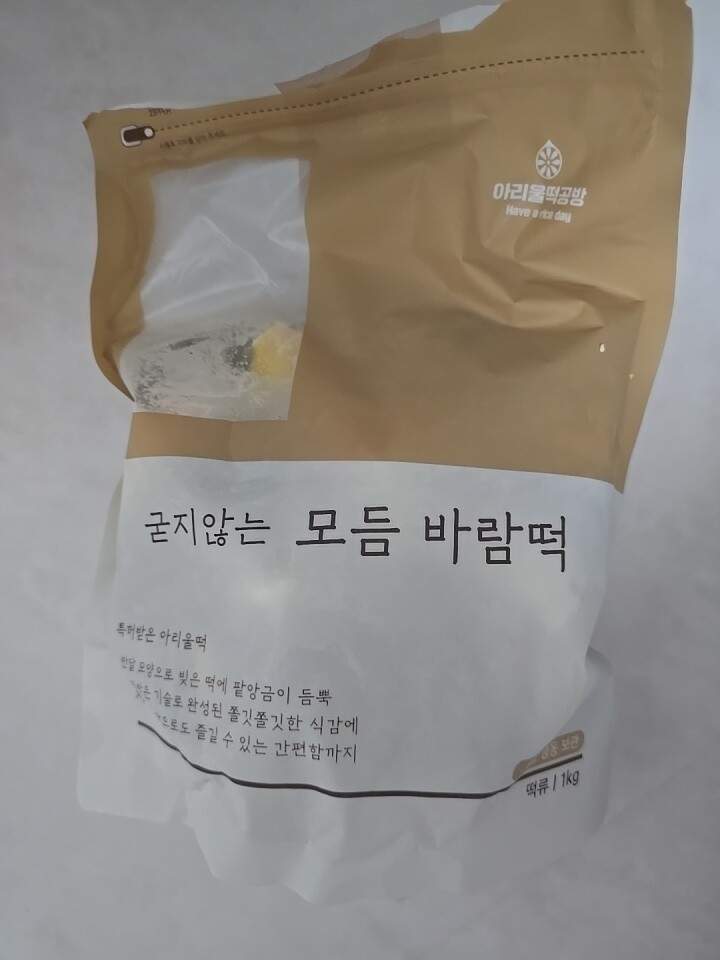 ZIPPER
아리울떡공방
Have a rice day
굳지않는 모듬 바람떡
특허받은 아리울떡
반달 모양으로 빚은 떡에 팥앙금이 듬뿍
기술로 완성된 쫄깃쫄깃한 식감에
즐길 수 있는 간편함까지
보관
떡류 | 1kg